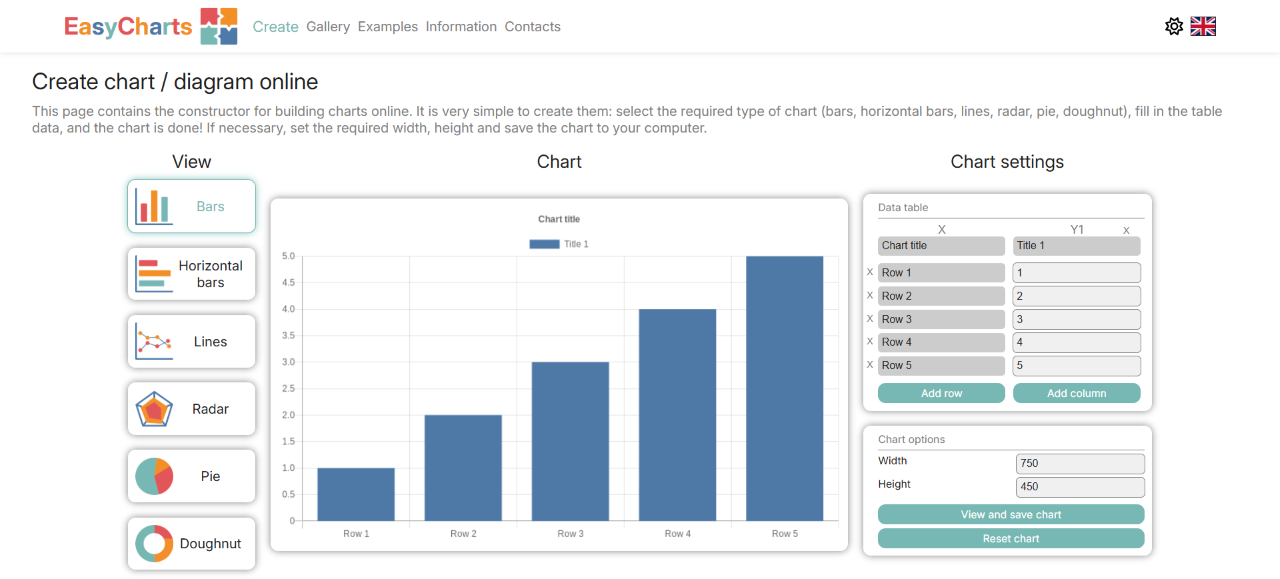 EasyCharts Create Gallery Examples Information Contacts
Create chart / diagram online
This page contains the constructor for building charts online. It is very simple to create them: select the required type of chart (bars, horizontal bars, lines, radar, pie, doughnut), fill in the table
data, and the chart is done! If necessary, set the required width, height and save the chart to your computer.
View
Bars
Horizontal
bars
Lines
Radar
Pie
Doughnut
Chart
Chart title
Title 1
5.0
4.5
4.0
3.5
3.0
2.5
2.0
1.5
1.0
0.5
0
Row 1 Row 2 Row 3 Row 4 Row 5
Chart settings
Data table
X Y1 x
Chart title Title 1
X Row 1 1
X Row 2 2
X Row 3 3
X Row 4 4
X Row 5 5
Add row Add column
Chart options
Width 750
Height 450
View and save chart
Reset chart